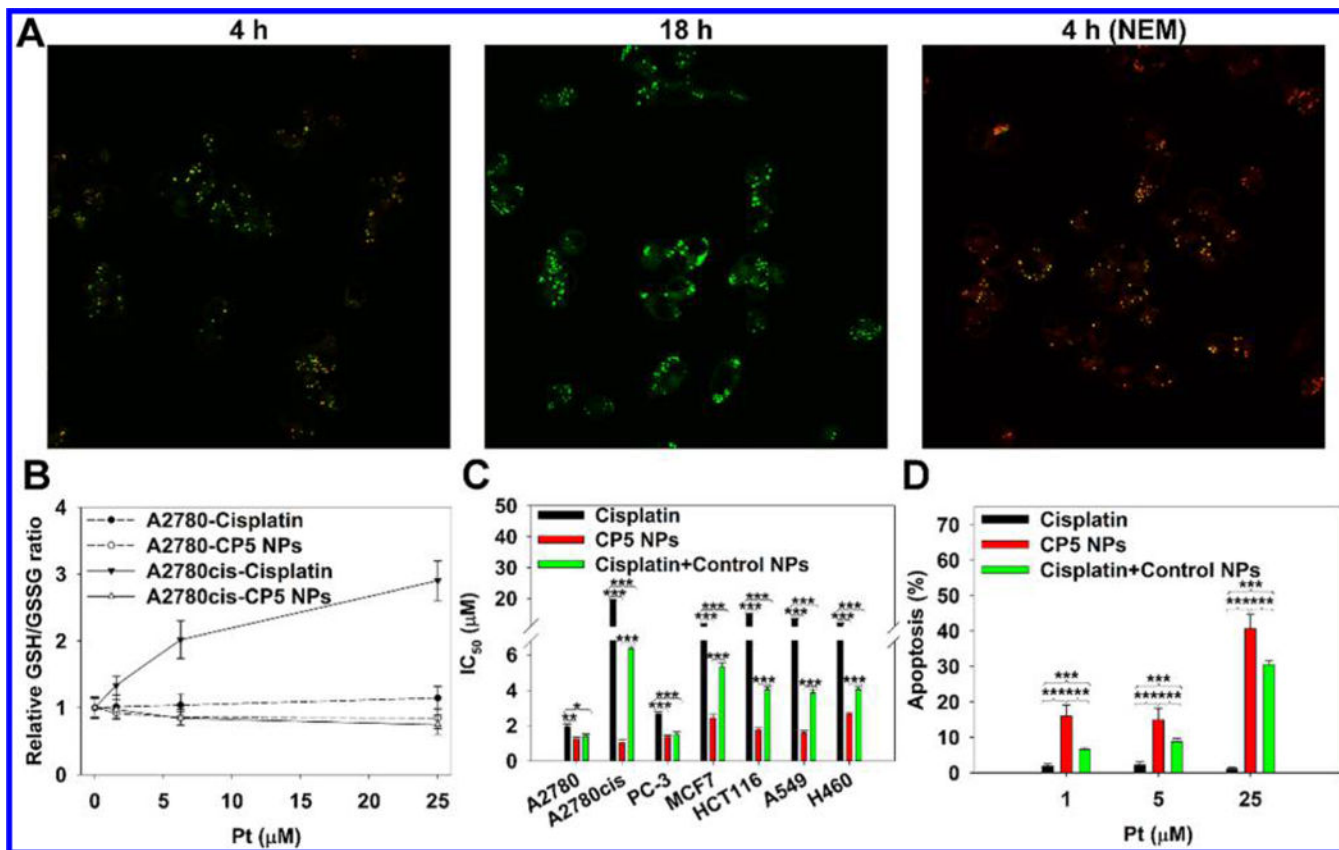 A
4 h
18 h
4 h (NEM)
B
Relative GSH/GSSG ratio
4
3
2
1
0
A2780-Cisplatin
A2780-CP5 NPs
A2780cis-Cisplatin
A2780cis-CP5 NPs
0 5 10 15 20 25
Pt (μM)
C
IC50 (μM)
50
40
30
20
6
4
2
0
Cisplatin
CP5 NPs
Cisplatin+Control NPs
** *
*** *** ***
*** ***
*** *** ***
*** *** ***
*** *** ***
*** *** ***
A2780
A2780cis
PC-3
MCF7
HCT116
A549
H460
D
Apoptosis (%)
70
60
50
40
30
20
10
0
Cisplatin
CP5 NPs
Cisplatin+Control NPs
***
******
***
******
***
******
1 5 25
Pt (μM)